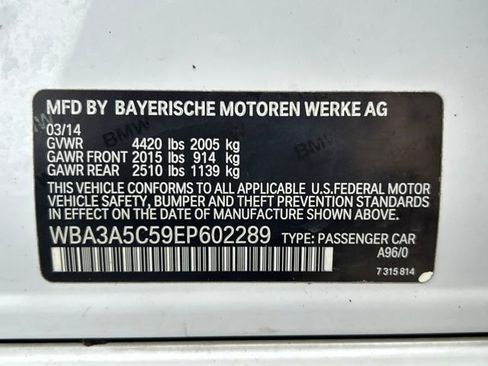 MFD BY BAYERISCHE MOTOREN WERKE AG
03/14
GVWR 4420 lbs 2005 kg
GAWR FRONT 2015 lbs 914 kg
GAWR REAR 2510 lbs 1139 kg
THIS VEHICLE CONFORMS TO ALL APPLICABLE U.S.FEDERAL MOTOR
VEHICLE SAFETY, BUMPER, AND THEFT PREVENTION STANDARDS
IN EFFECT ON THE DATE OF MANUFACTURE SHOWN ABOVE.
WBA3A5C59EP602289 TYPE: PASSENGER CAR
A96/0
7 315 814